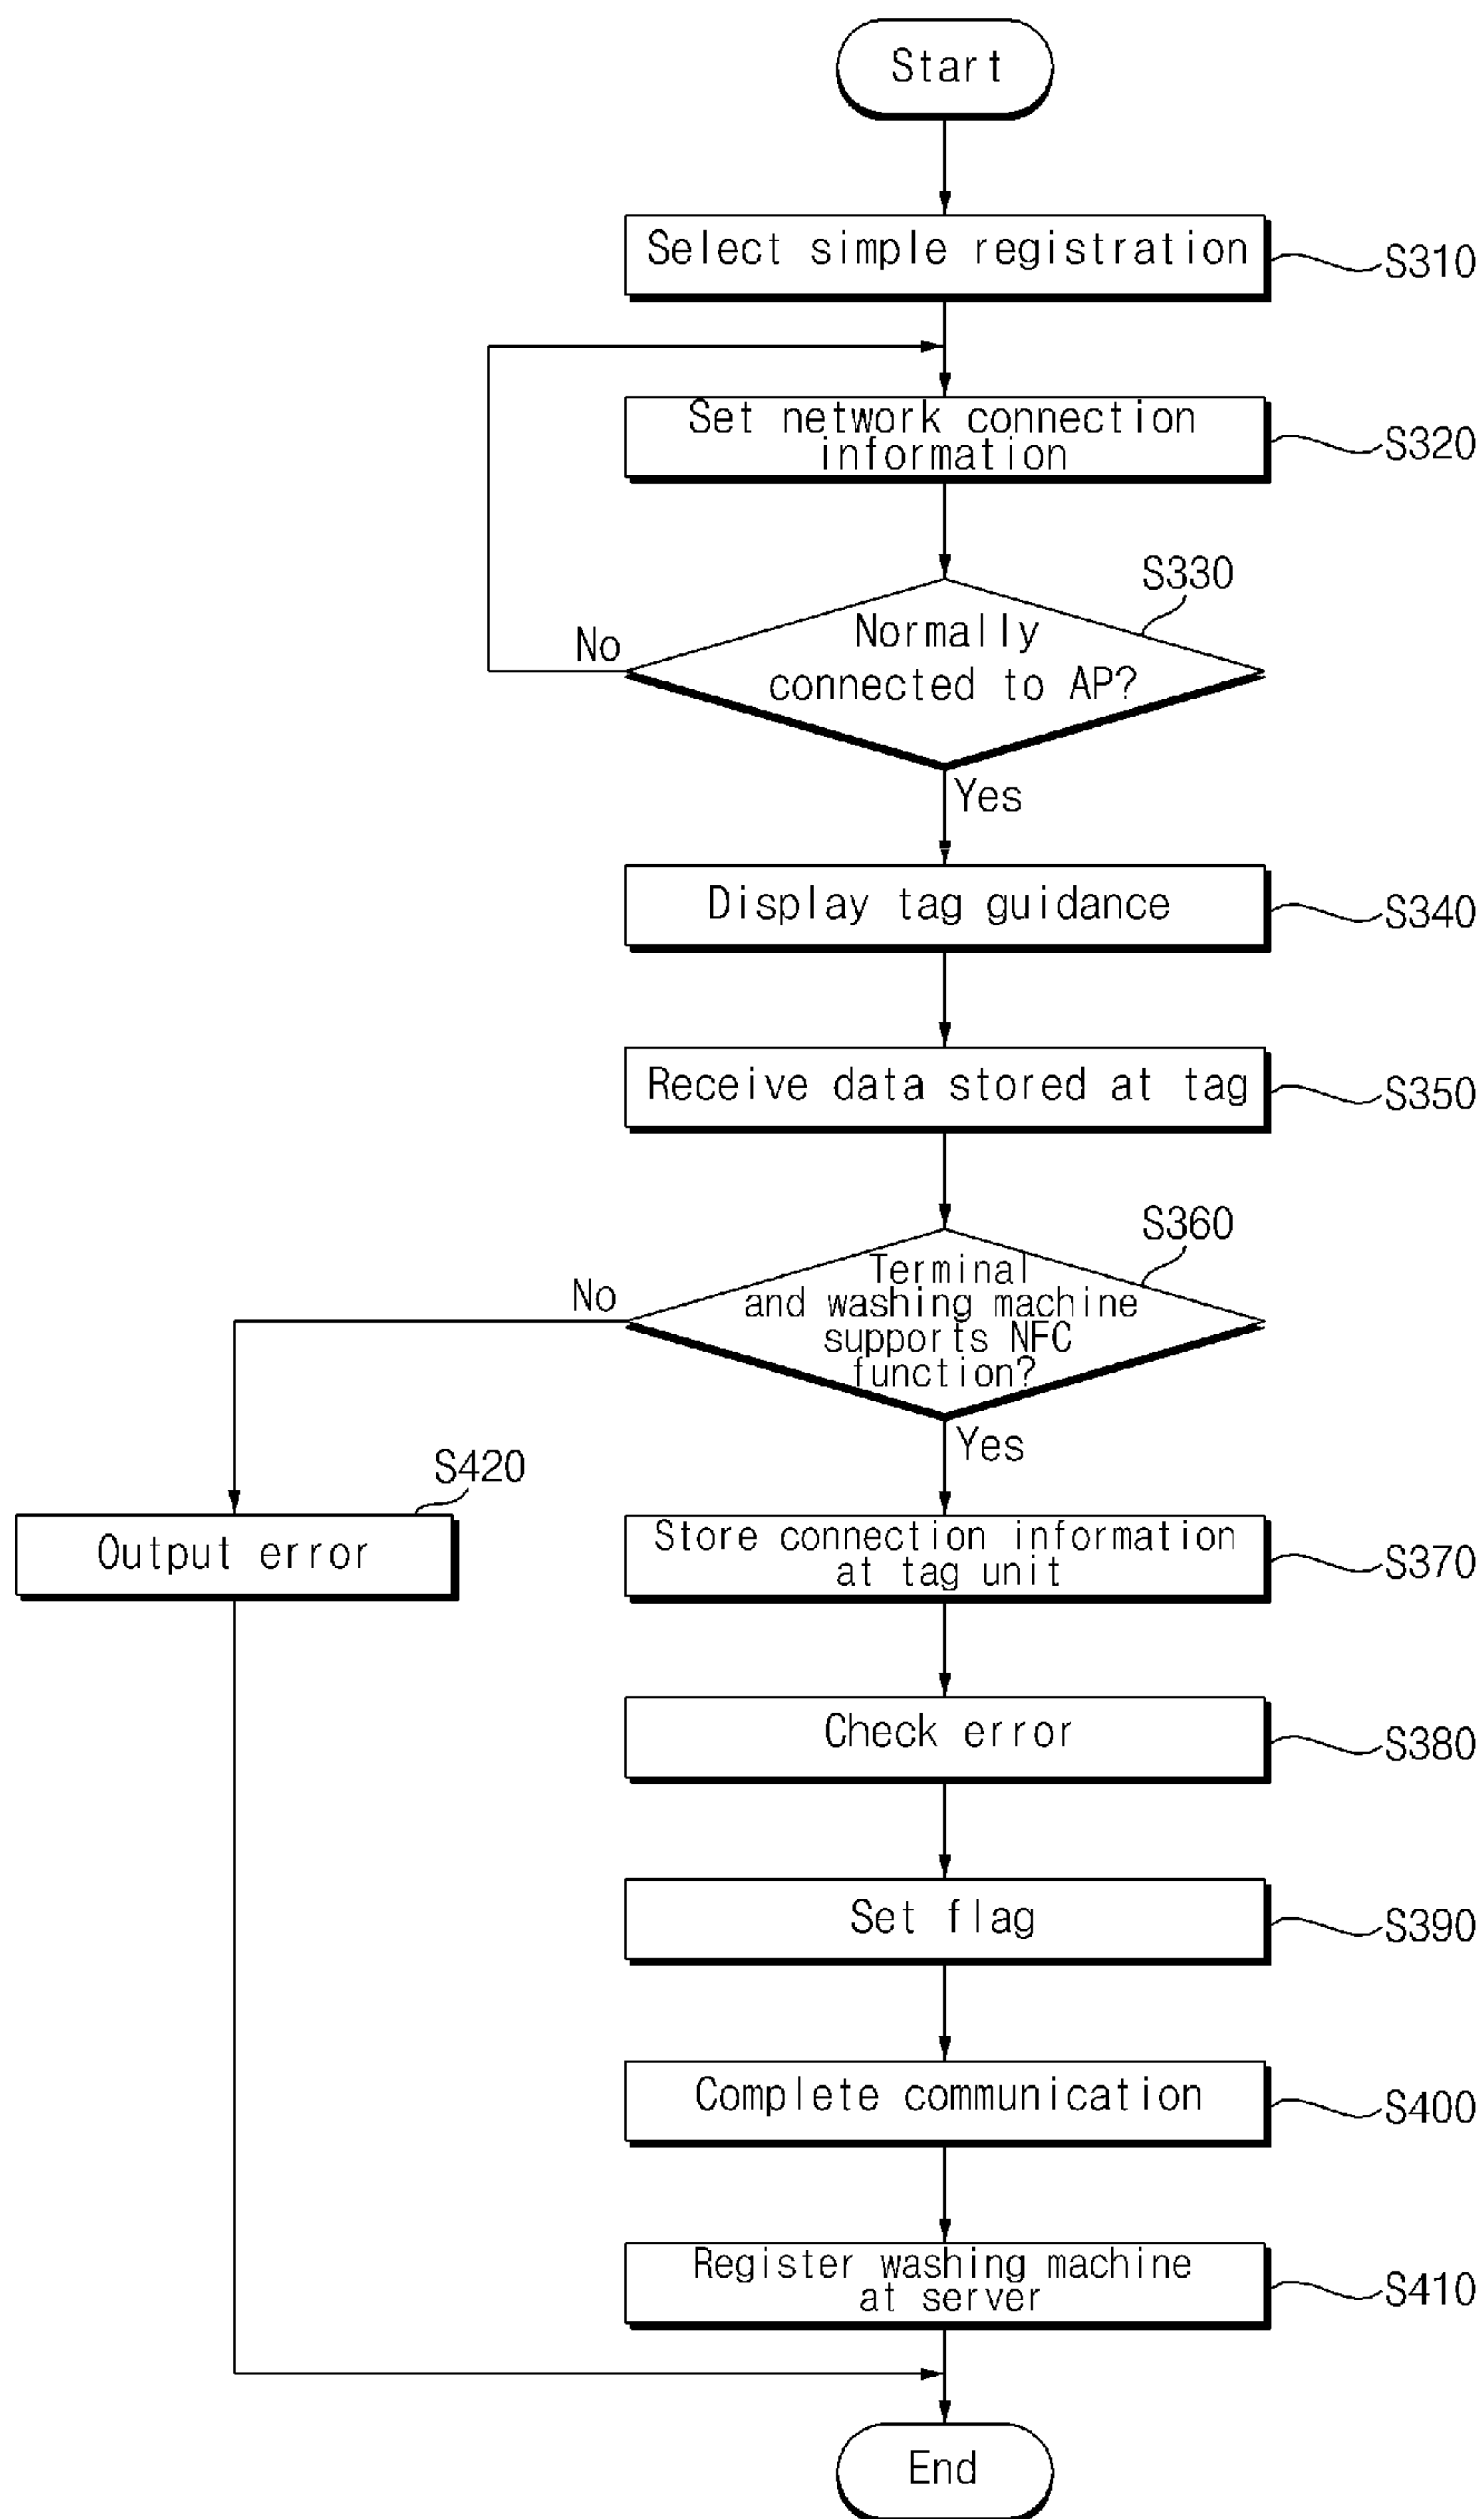 Start
Select simple registration
S310
Set network connection
information
S320
S330
Normally
connected to AP?
No
Yes
Display tag guidance
S340
Receive data stored at tag
S350
S360
Terminal
and washing machine
supports NFC
function?
No
Yes
S420
Output error
Store connection information
at tag unit
S370
Check error
S380
Set flag
S390
Complete communication
S400
Register washing machine
at server
S410
End